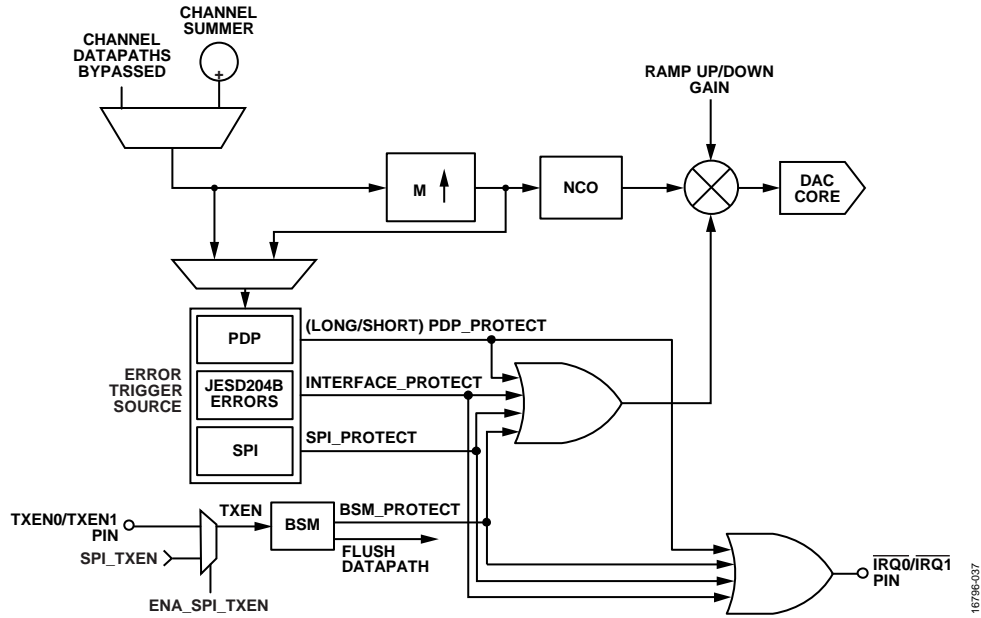 CHANNEL
SUMMER
CHANNEL
DATAPATHS
BYPASSED
+
RAMP UP/DOWN
GAIN
M
NCO
DAC
CORE
ERROR
TRIGGER
SOURCE
PDP
JESD204B
ERRORS
SPI
(LONG/SHORT) PDP_PROTECT
INTERFACE_PROTECT
SPI_PROTECT
TXEN0/TXEN1
PIN
SPI_TXEN
ENA_SPI_TXEN
TXEN
BSM
BSM_PROTECT
FLUSH
DATAPATH
IRQ0/IRQ1
PIN
16796-037